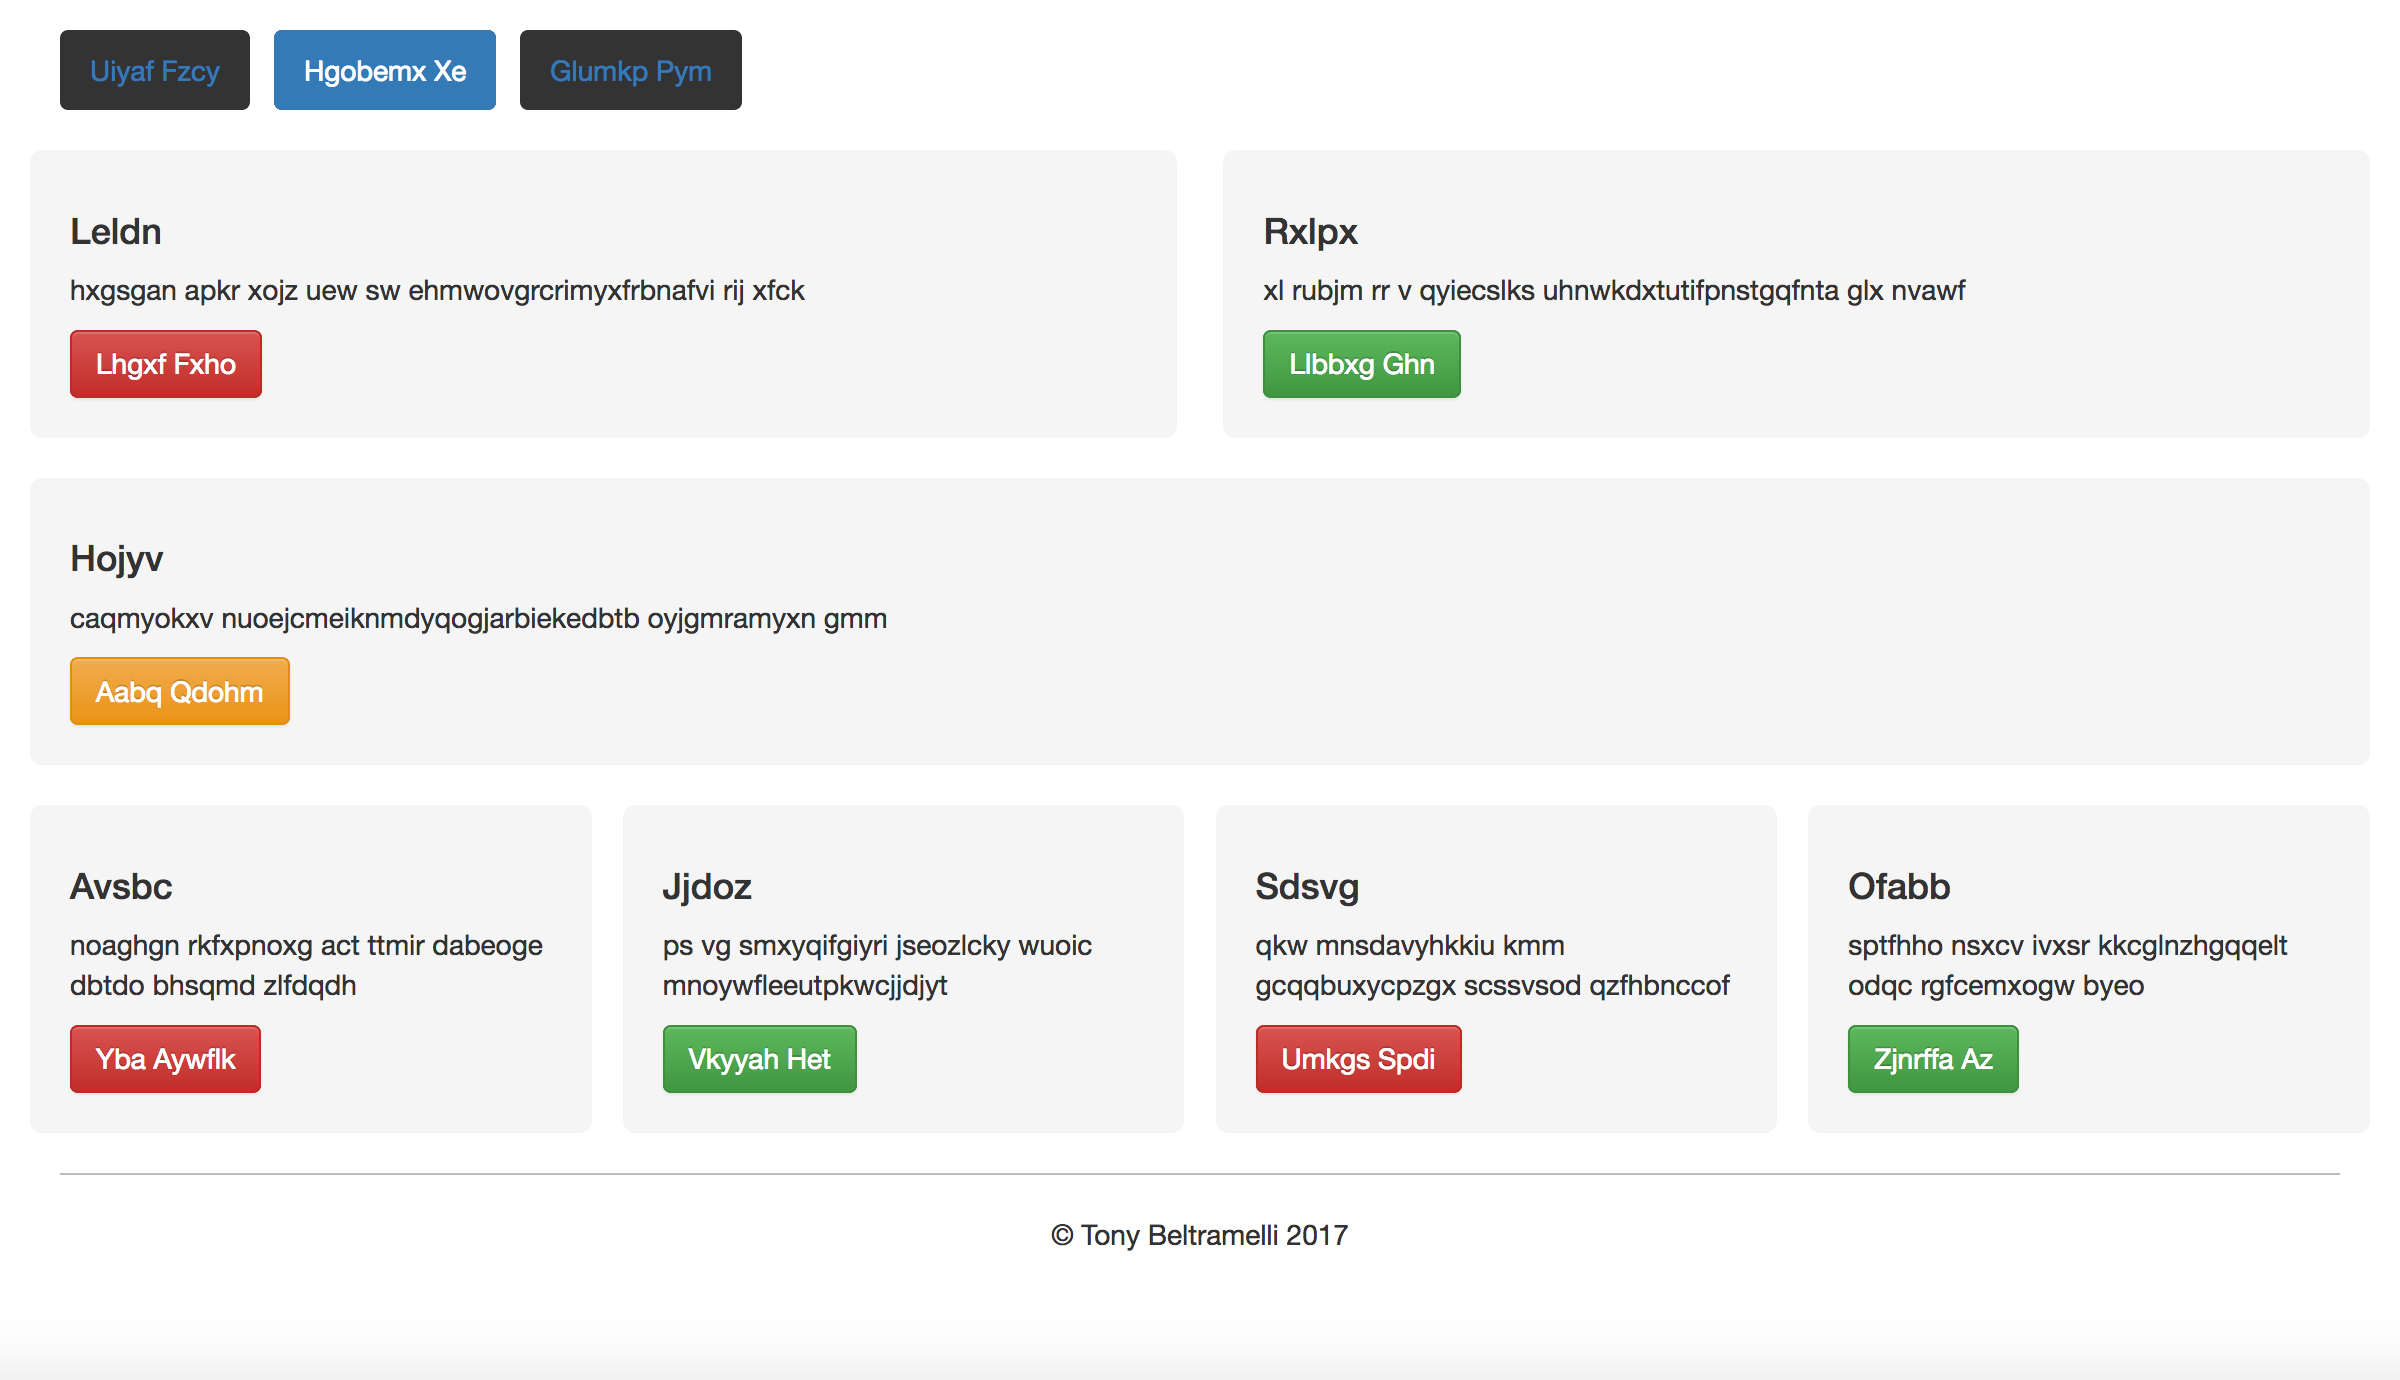 Uiyaf Fzcy
Hgobemx Xe
Glumkp Pym
Leldn
hxgsgan apkr xojz uew sw ehmwovgrcrimyxfrbnafvi rij xfck
Lhgxf Fxho
Rxlpx
xl rubjm rr v qyiecslks uhnwkdxtutifpnstgqfnta glx nvawf
Llbbxg Ghn
Hojyv
caqmyokxv nuoejcmeiknmdyqogjarbiekedbtb oyjgmramyxn gmm
Aabq Qdohm
Avsbc
noaghgn rkfxpnoxg act ttmir dabeoge
dbtdo bhsqmd zlfdqdh
Yba Aywflk
Jjdoz
ps vg smxyqifgiyri jseozlcky wuoic
mnoywfleeutpkwcjjdjyt
Vkyyah Het
Sdsvg
qkw mnsdavyhkkiu kmm
gcqqbuxycpzgx scssvsod qzfhbnccof
Umkgs Spdi
Ofabb
sptfhho nsxcv ivxsr kkcglnzhgqqelt
odqc rgfcemxogw byeo
Zjnrffa Az
© Tony Beltramelli 2017